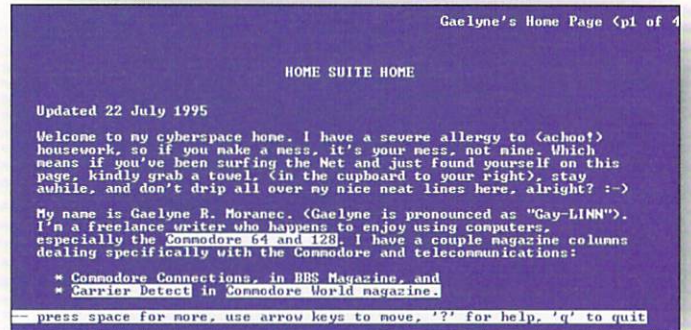 Gaelyne's Home Page (p1 of 4
HOME SUITE HOME
Updated 22 July 1995
Welcome to my cyberspace home. I have a severe allergy to (achoo!)
housework, so if you make a mess, it's your mess, not mine. Which
means if you've been surfing the Net and just found yourself on this
page, kindly grab a towel, (in the cupboard to your right), stay
awhile, and don't drip all over my nice neat lines here, alright? :-)
My name is Gaelyne R. Moranec. (Gaelyne is pronounced as "Gay-LINN").
I'm a freelance writer who happens to enjoy using computers,
especially the Commodore 64 and 128. I have a couple magazine columns
dealing specifically with the Commodore and telecommunications:
* Commodore Connections, in BBS Magazine, and
* Carrier Detect in Commodore World magazine.
-- press space for more, use arrow keys to move, '?' for help, 'q' to quit